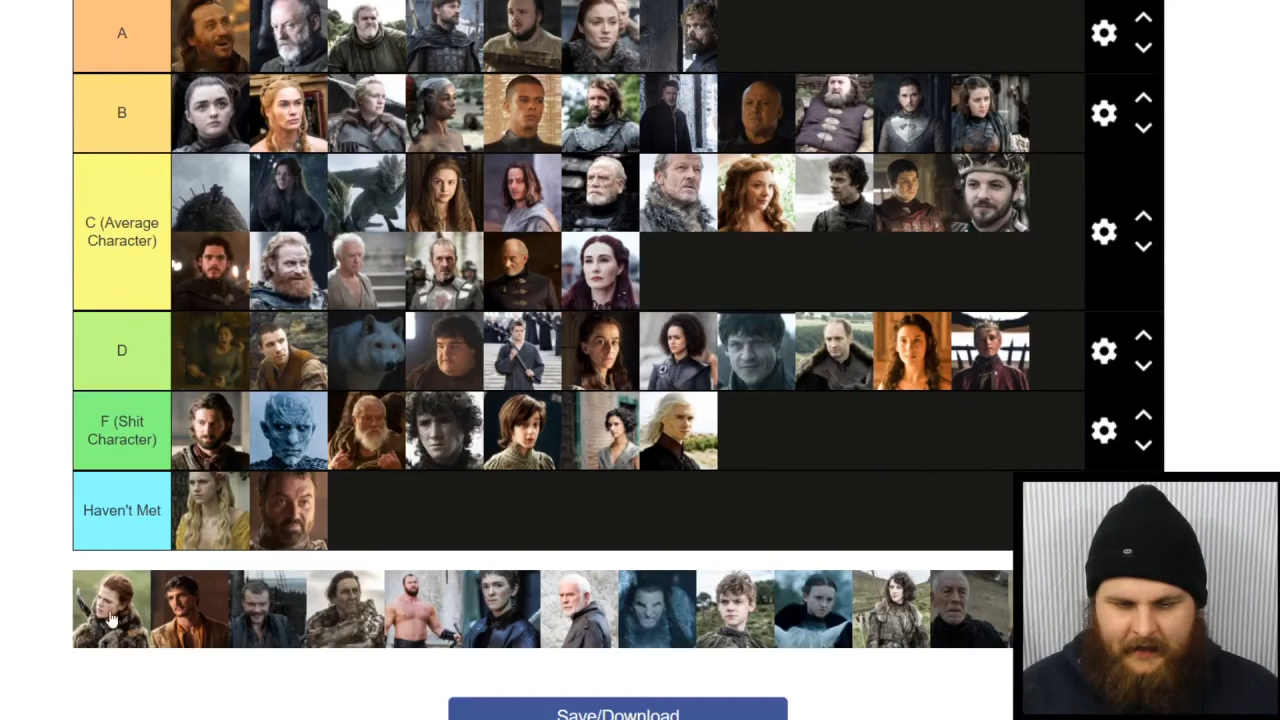 A
B
C (Average
Character)
D
F (Shit
Character)
Haven't Met
Save/Download